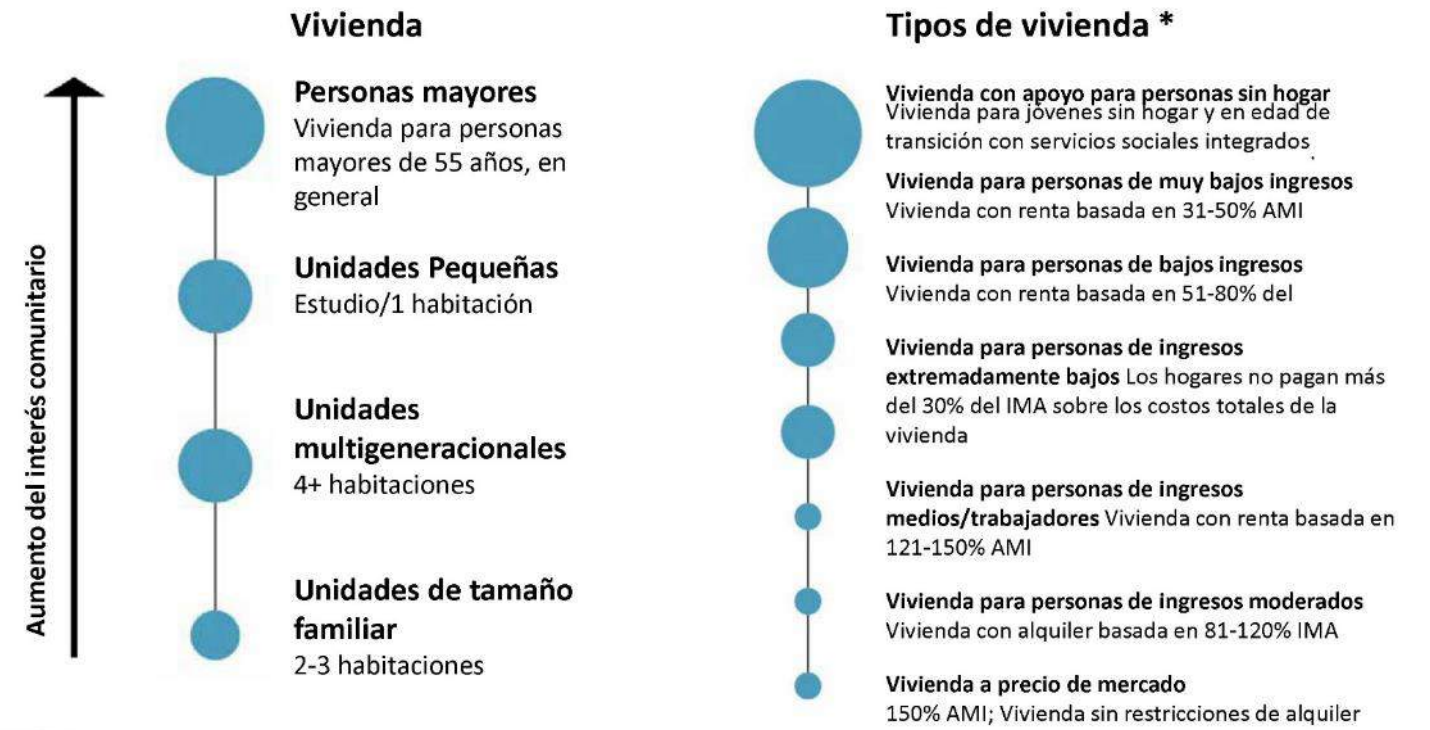 Vivienda
Aumento del interés comunitario
Personas mayores
Vivienda para personas
mayores de 55 años, en
general
Unidades Pequeñas
Estudio/1 habitación
Unidades
multigeneracionales
4+ habitaciones
Unidades de tamaño
familiar
2-3 habitaciones
Tipos de vivienda *
Vivienda con apoyo para personas sin hogar
Vivienda para jóvenes sin hogar y en edad de
transición con servicios sociales integrados
Vivienda para personas de muy bajos ingresos
Vivienda con renta basada en 31-50% AMI
Vivienda para personas de bajos ingresos
Vivienda con renta basada en 51-80% del
Vivienda para personas de ingresos
extremadamente bajos Los hogares no pagan más
del 30% del IMA sobre los costos totales de la
vivienda
Vivienda para personas de ingresos
medios/trabajadores Vivienda con renta basada en
121-150% AMI
Vivienda para personas de ingresos moderados
Vivienda con alquiler basada en 81-120% IMA
Vivienda a precio de mercado
150% AMI; Vivienda sin restricciones de alquiler